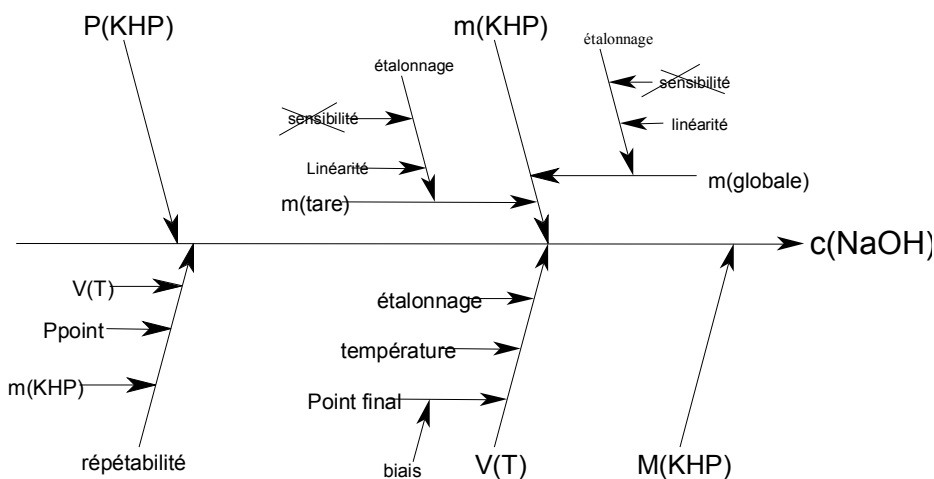 P(KHP)
m(KHP)
étalonnage
étalonnage
sensibilité
sensibilité
linéarité
Linéarité
m(globale)
m(tare)
c(NaOH)
V(T)
étalonnage
Ppoint
température
m(KHP)
Point final
répétabilité
biais
V(T)
M(KHP)